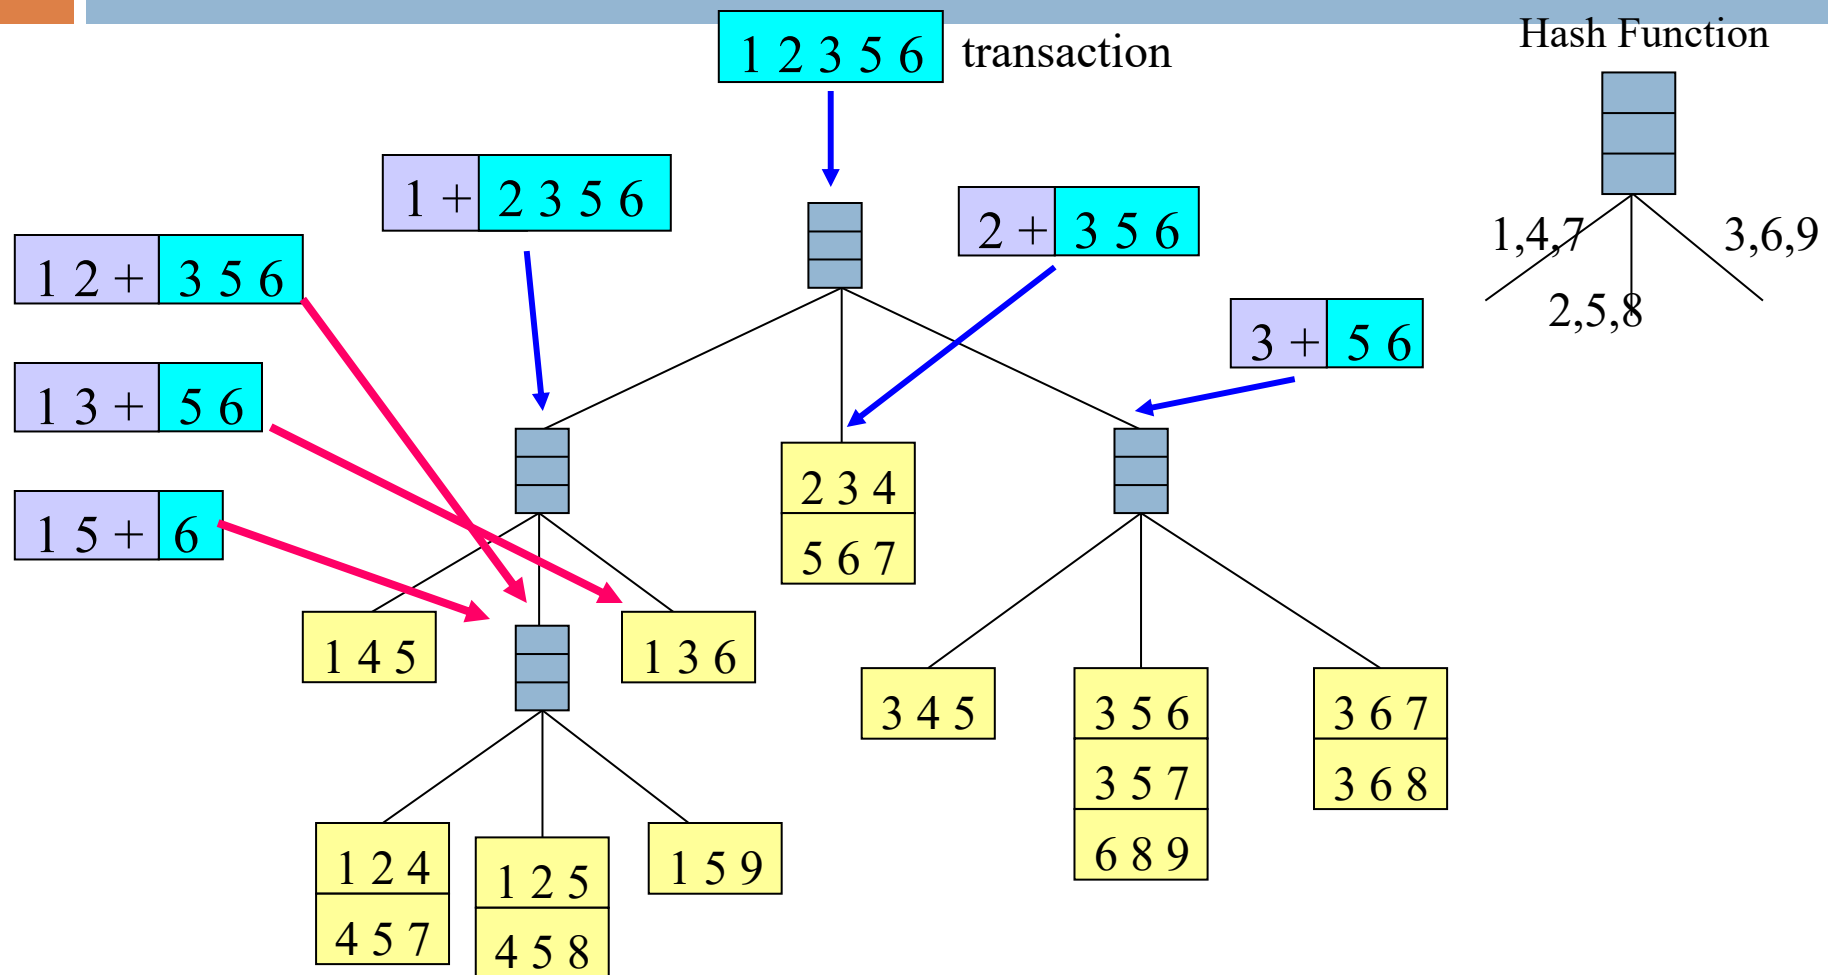 Hash Function
1 2 3 5 6 transaction
1 + 2 3 5 6
2 + 3 5 6
1,4,7
3,6,9
1 2 + 3 5 6
2,5,8
3 + 5 6
1 3 + 5 6
2 3 4
1 5 + 6
5 6 7
1 4 5
1 3 6
3 4 5
3 5 6
3 6 7
3 5 7
3 6 8
6 8 9
1 2 4
1 2 5
1 5 9
4 5 7
4 5 8